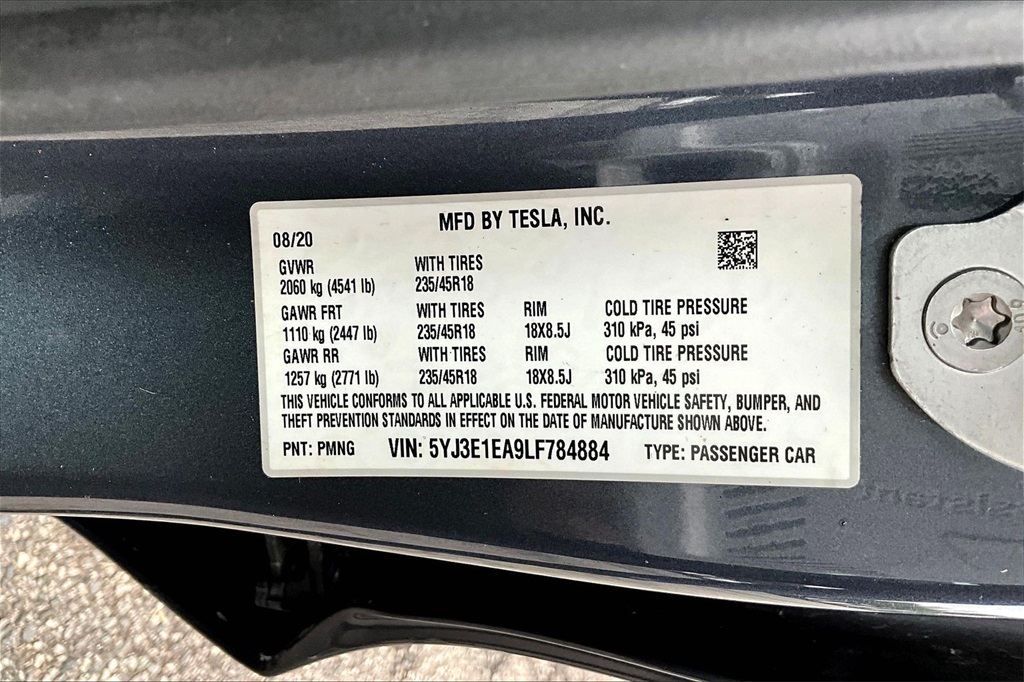 MFD BY TESLA, INC.
08/20
GVWR WITH TIRES
2060 kg (4541 lb) 235/45R18
GAWR FRT WITH TIRES RIM COLD TIRE PRESSURE
1110 kg (2447 lb) 235/45R18 18X8.5J 310 kPa, 45 psi
GAWR RR WITH TIRES RIM COLD TIRE PRESSURE
1257 kg (2771 lb) 235/45R18 18X8.5J 310 kPa, 45 psi
THIS VEHICLE CONFORMS TO ALL APPLICABLE U.S. FEDERAL MOTOR VEHICLE SAFETY, BUMPER, AND
THEFT PREVENTION STANDARDS IN EFFECT ON THE DATE OF MANUFACTURE SHOWN ABOVE.
PNT: PMNG VIN: 5YJ3E1EA9LF784884 TYPE: PASSENGER CAR